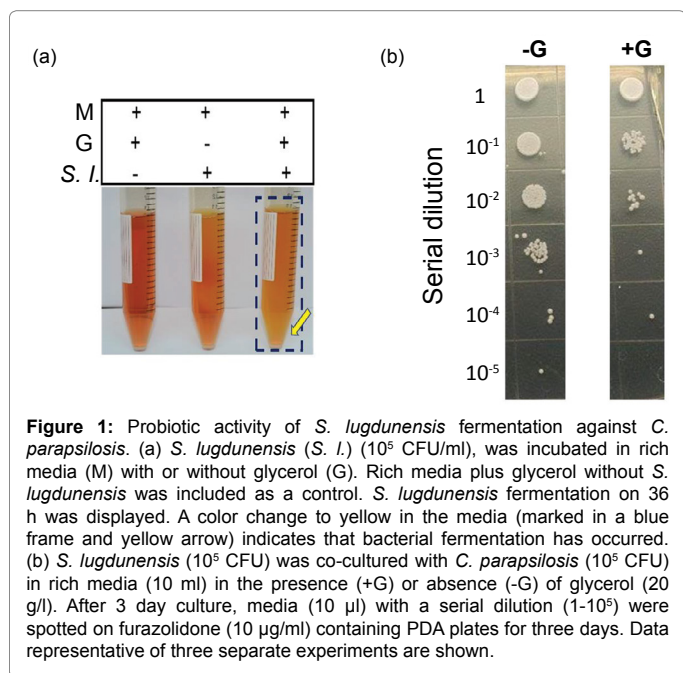 (a)
M + + +
G + - +
S. l. - + +
(b)
-G +G
Serial dilution
1
10⁻¹
10⁻²
10⁻³
10⁻⁴
10⁻⁵
Figure 1: Probiotic activity of S. lugdunensis fermentation against C.
parapsilosis. (a) S. lugdunensis (S. l.) (10⁵ CFU/ml), was incubated in rich
media (M) with or without glycerol (G). Rich media plus glycerol without S.
lugdunensis was included as a control. S. lugdunensis fermentation on 36
h was displayed. A color change to yellow in the media (marked in a blue
frame and yellow arrow) indicates that bacterial fermentation has occurred.
(b) S. lugdunensis (10⁵ CFU) was co-cultured with C. parapsilosis (10⁵ CFU)
in rich media (10 ml) in the presence (+G) or absence (-G) of glycerol (20
g/l). After 3 day culture, media (10 µl) with a serial dilution (1-10⁵) were
spotted on furazolidone (10 µg/ml) containing PDA plates for three days. Data
representative of three separate experiments are shown.